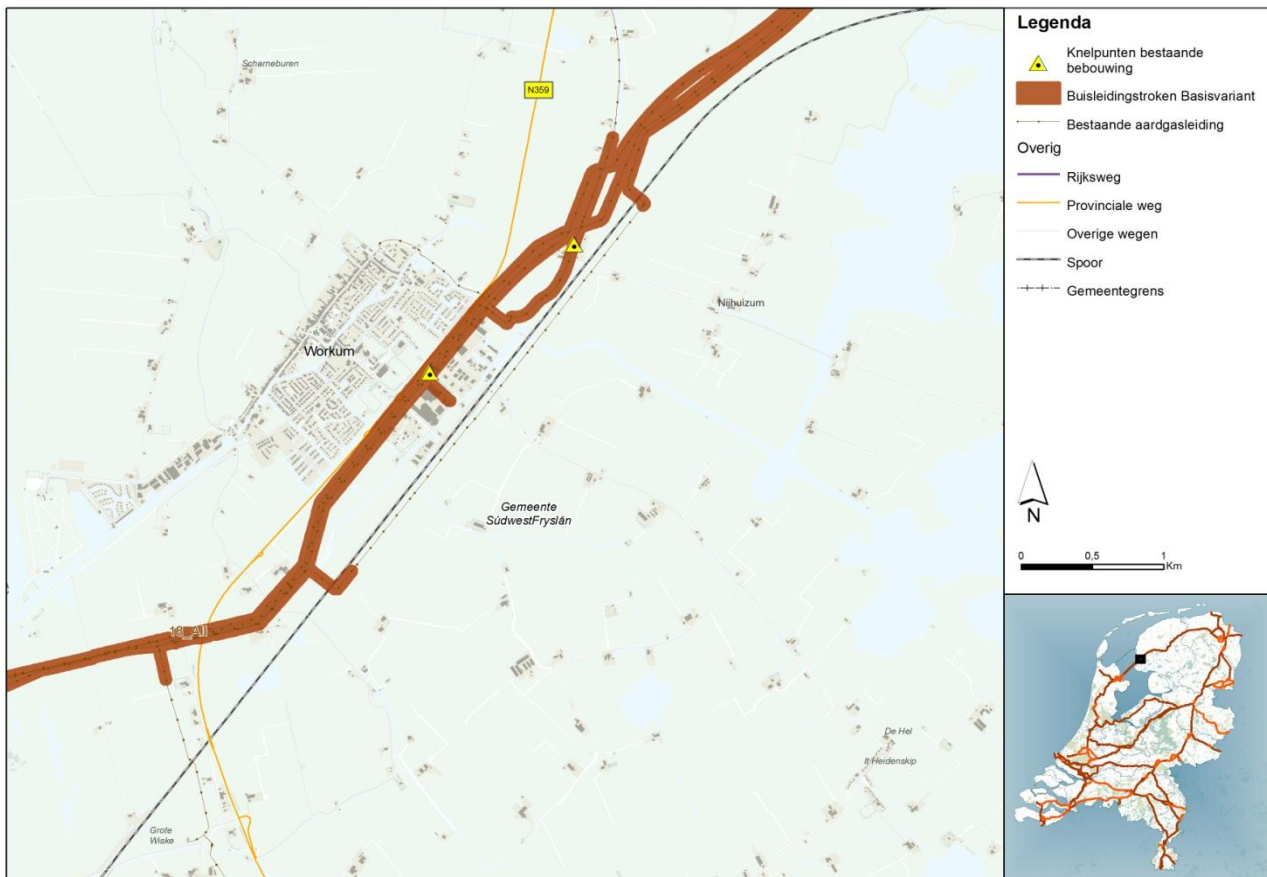 Scharneburen
N359
Workum
Nijhuizum
Gemeente
SúdwestFryslân
De Hel
It Heidenskip
Grote
Wiske
Legenda
Knelpunten bestaande
bebouwing
Buisleidingstroken Basisvariant
Bestaande aardgasleiding
Overig
Rijksweg
Provinciale weg
Overige wegen
Spoor
Gemeentegrens
N
0 0,5 1
Km